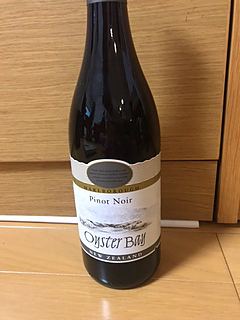 MARLBOROUGH
Pinot Noir
Oyster Bay
NEW ZEALAND